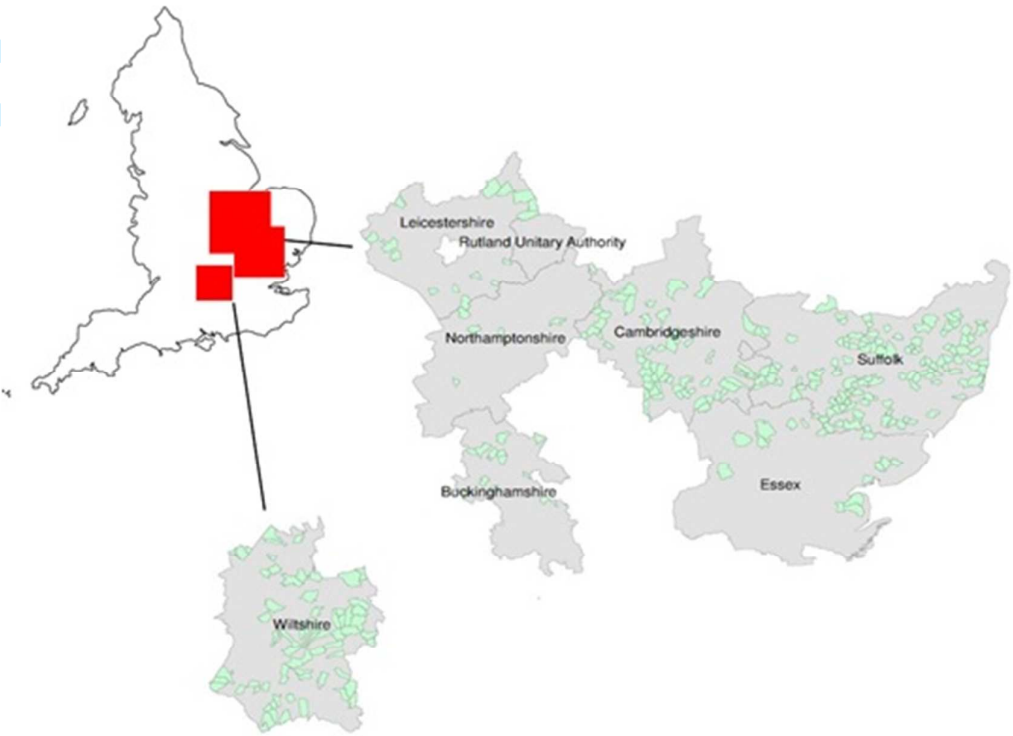 Leicestershire
Rutland Unitary Authority
Northamptonshire
Cambridgeshire
Suffolk
Buckinghamshire
Essex
Wiltshire